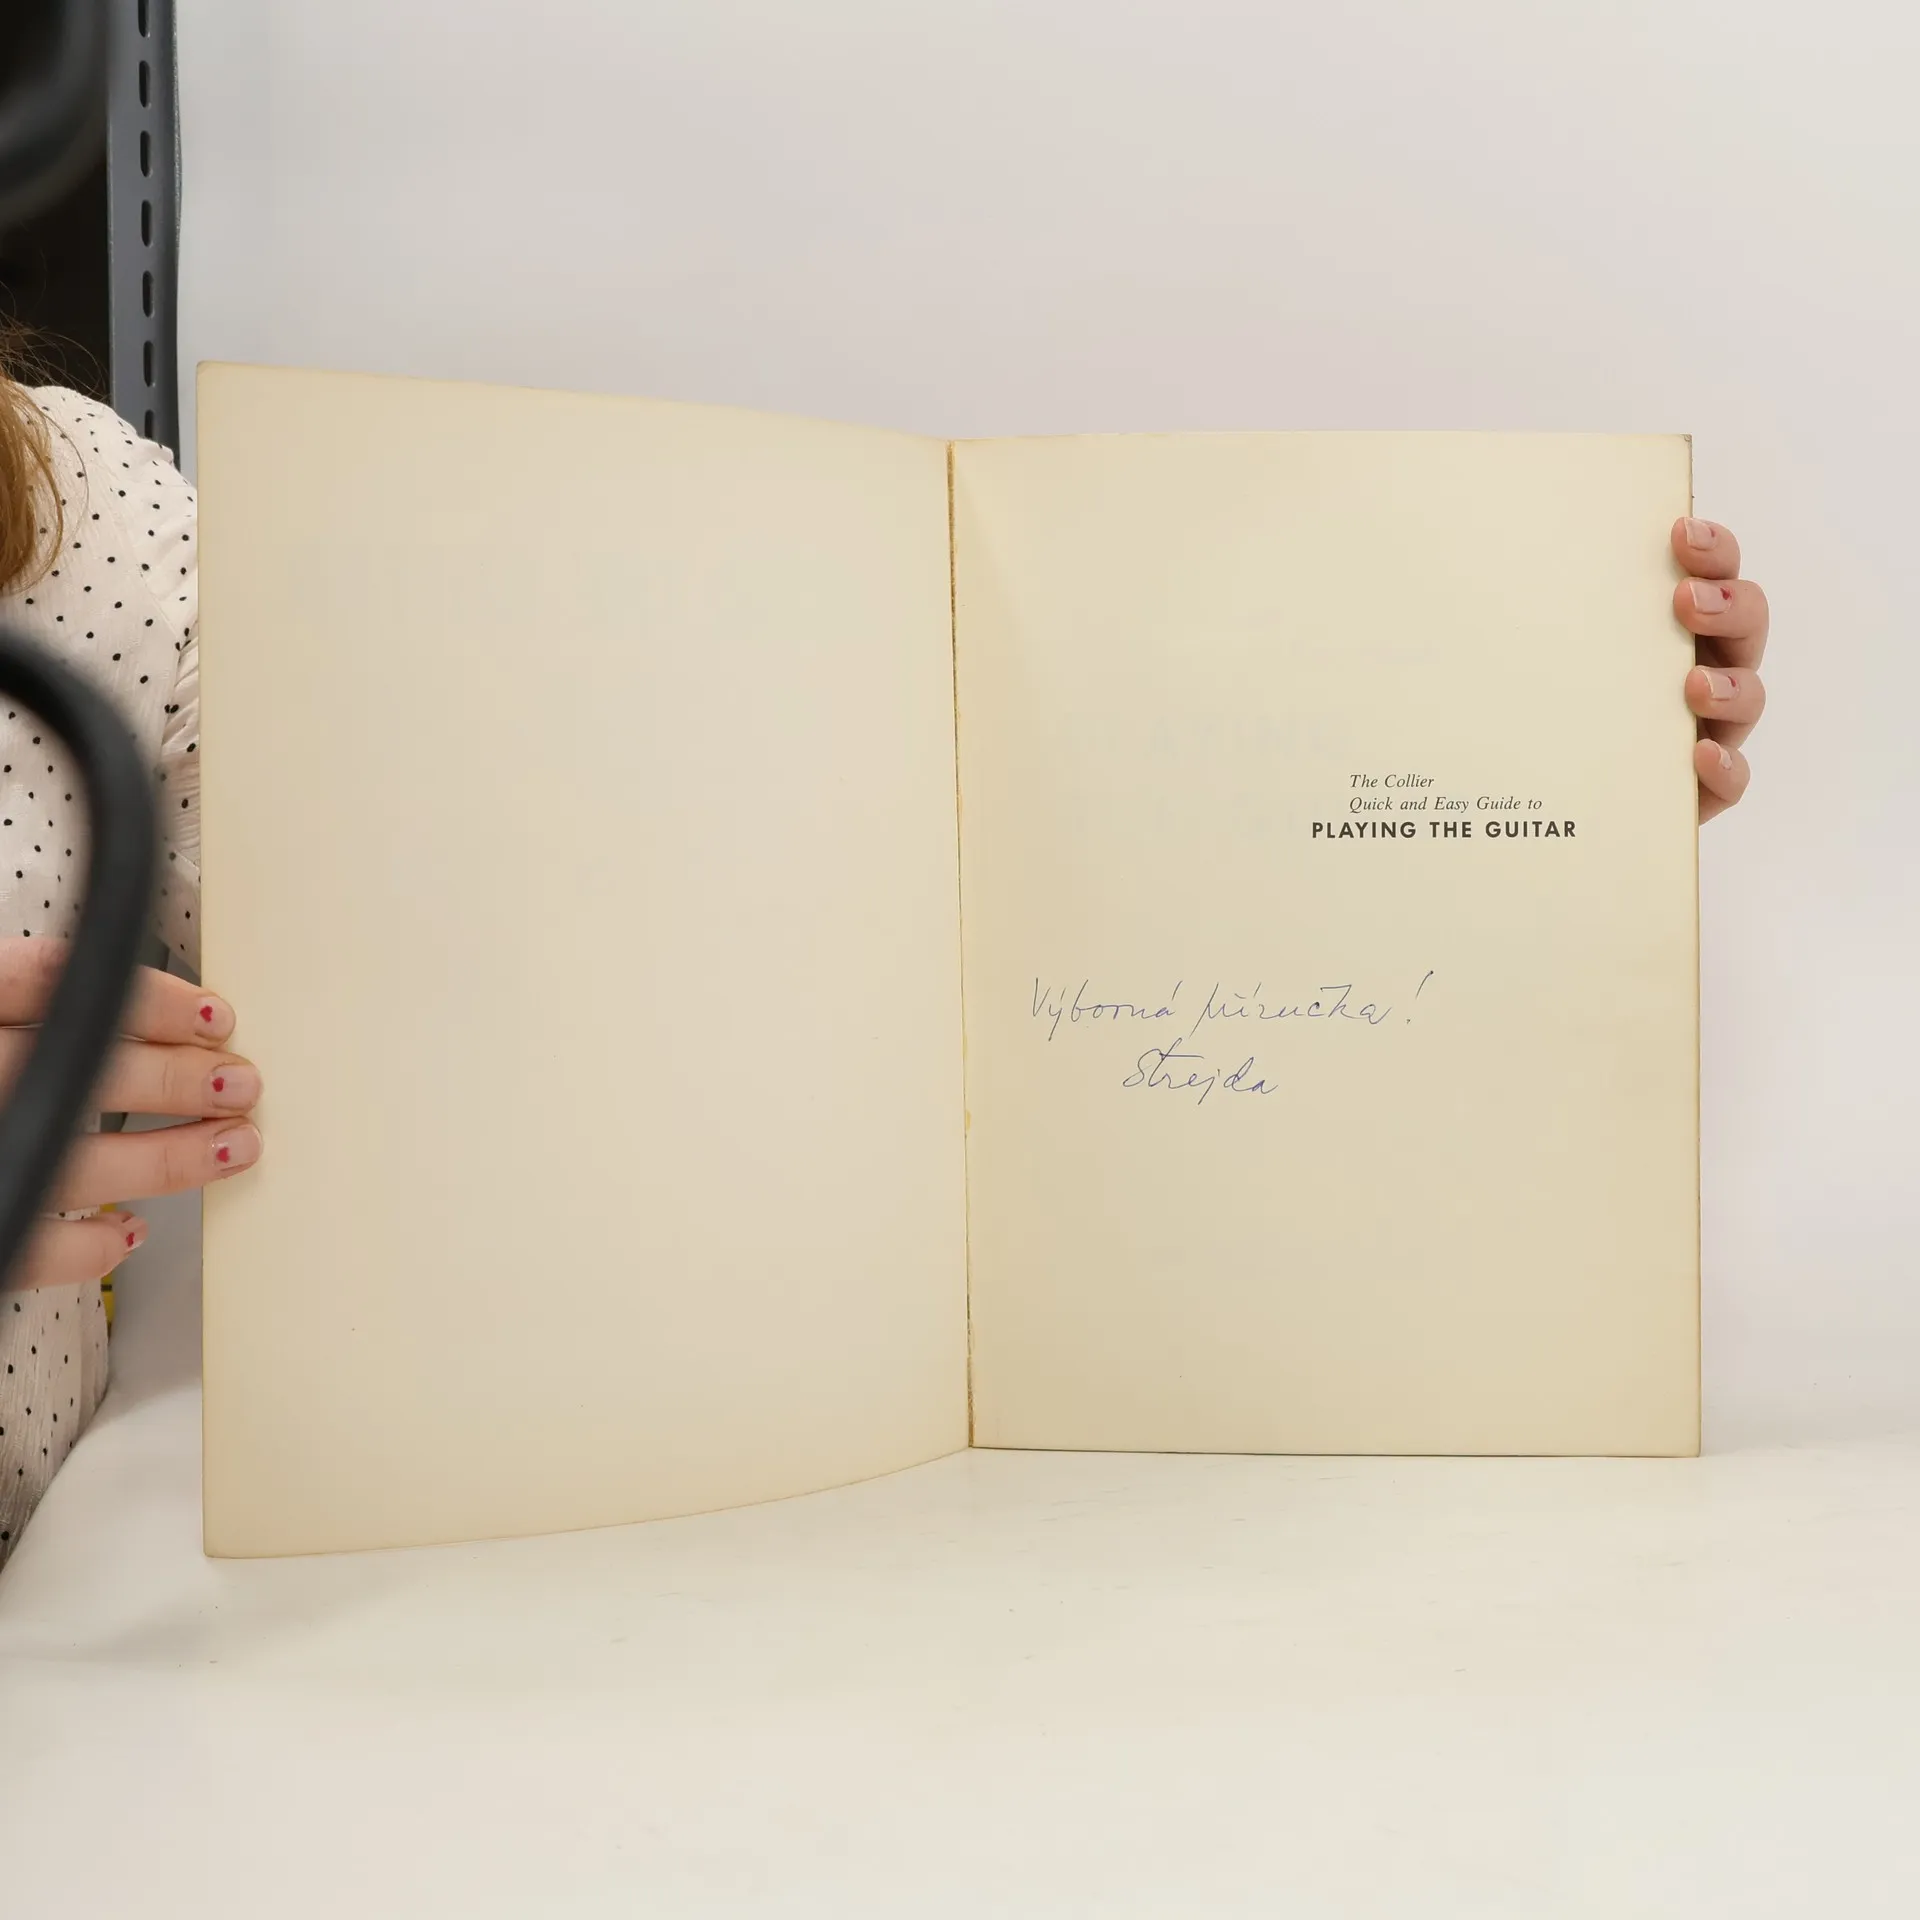 The Collier
Quick and Easy Guide to
PLAYING THE GUITAR
Výborná příručka!
Strejda